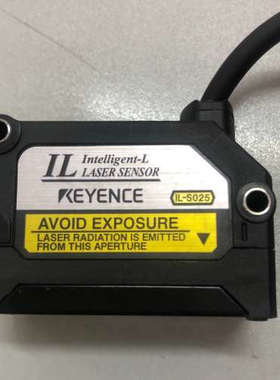 IL Intelligent-L
LASER SENSOR
KEYENCE IL-S025
AVOID EXPOSURE
LASER RADIATION IS EMITTED
FROM THIS APERTURE